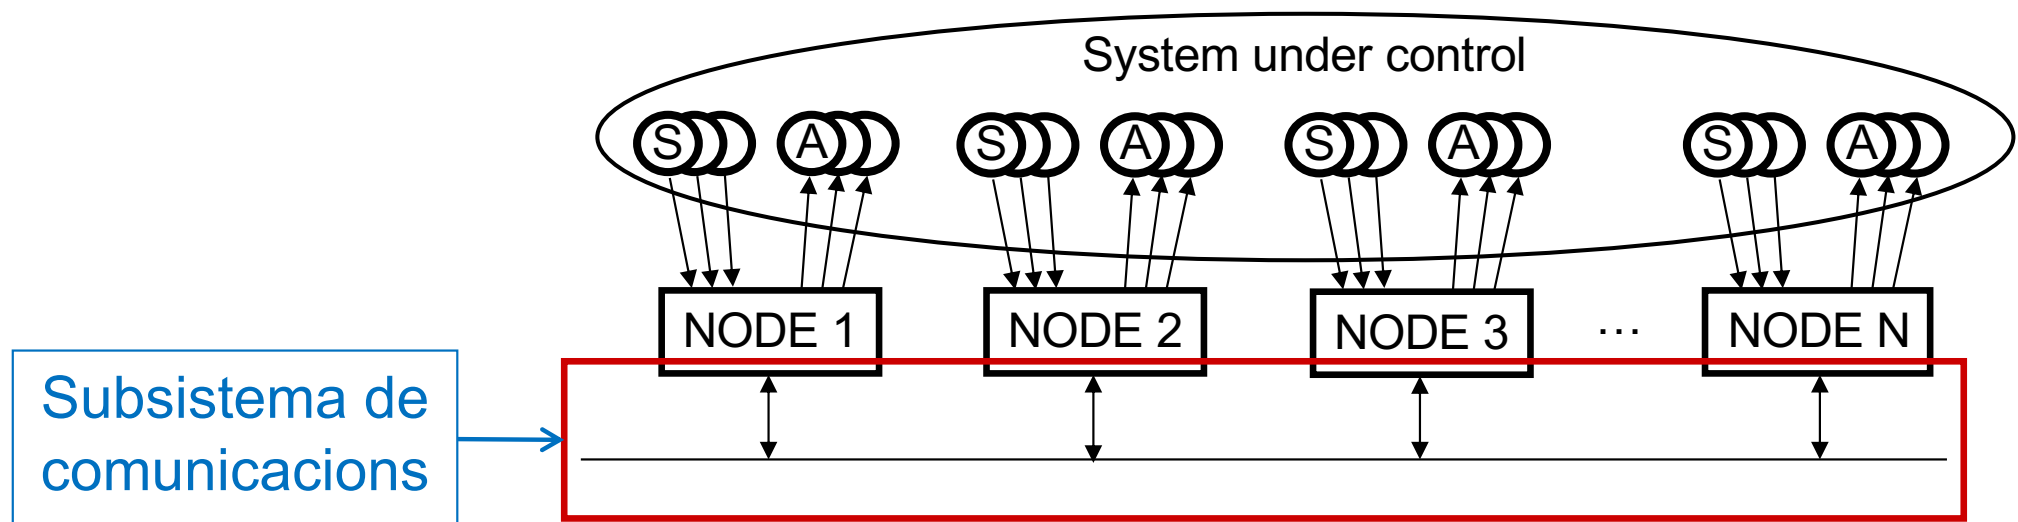 System under control
S A S A S A S A
NODE 1 NODE 2 NODE 3 ... NODE N
Subsistema de
comunicacions